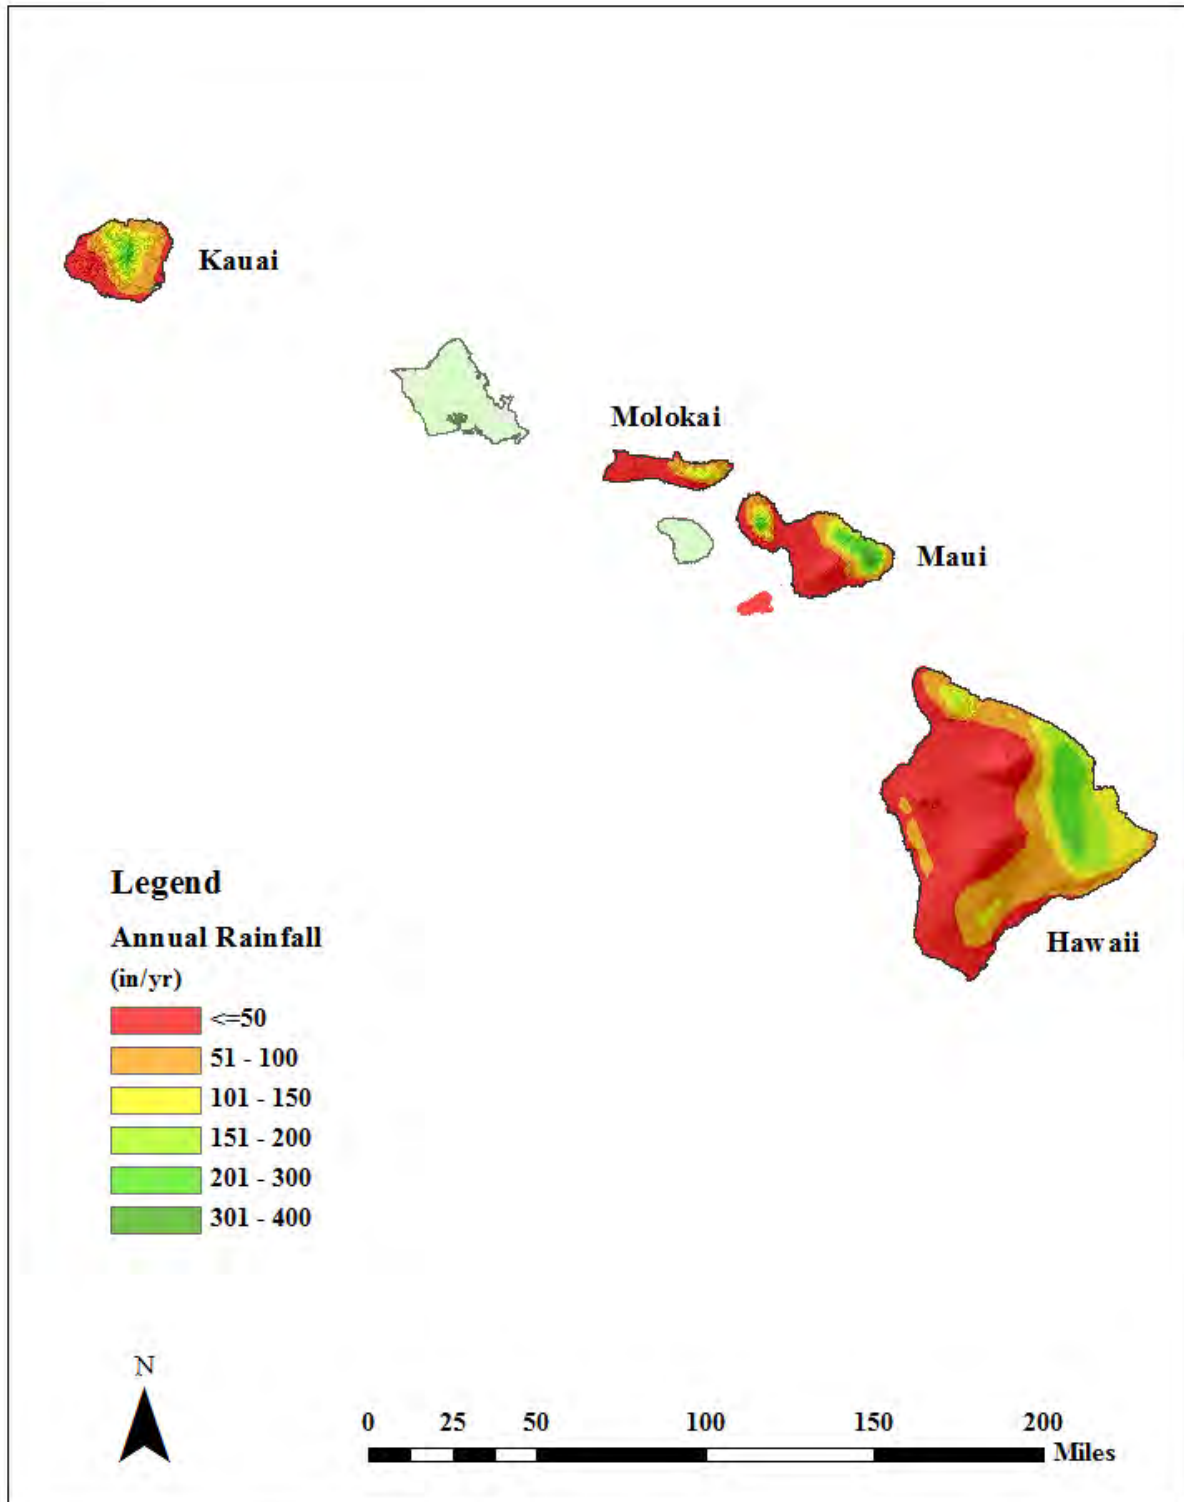 Kauai
Molokai
Maui
Hawaii
Legend
Annual Rainfall
(in/yr)
<=50
51 - 100
101 - 150
151 - 200
201 - 300
301 - 400
N
0 25 50 100 150 200
Miles